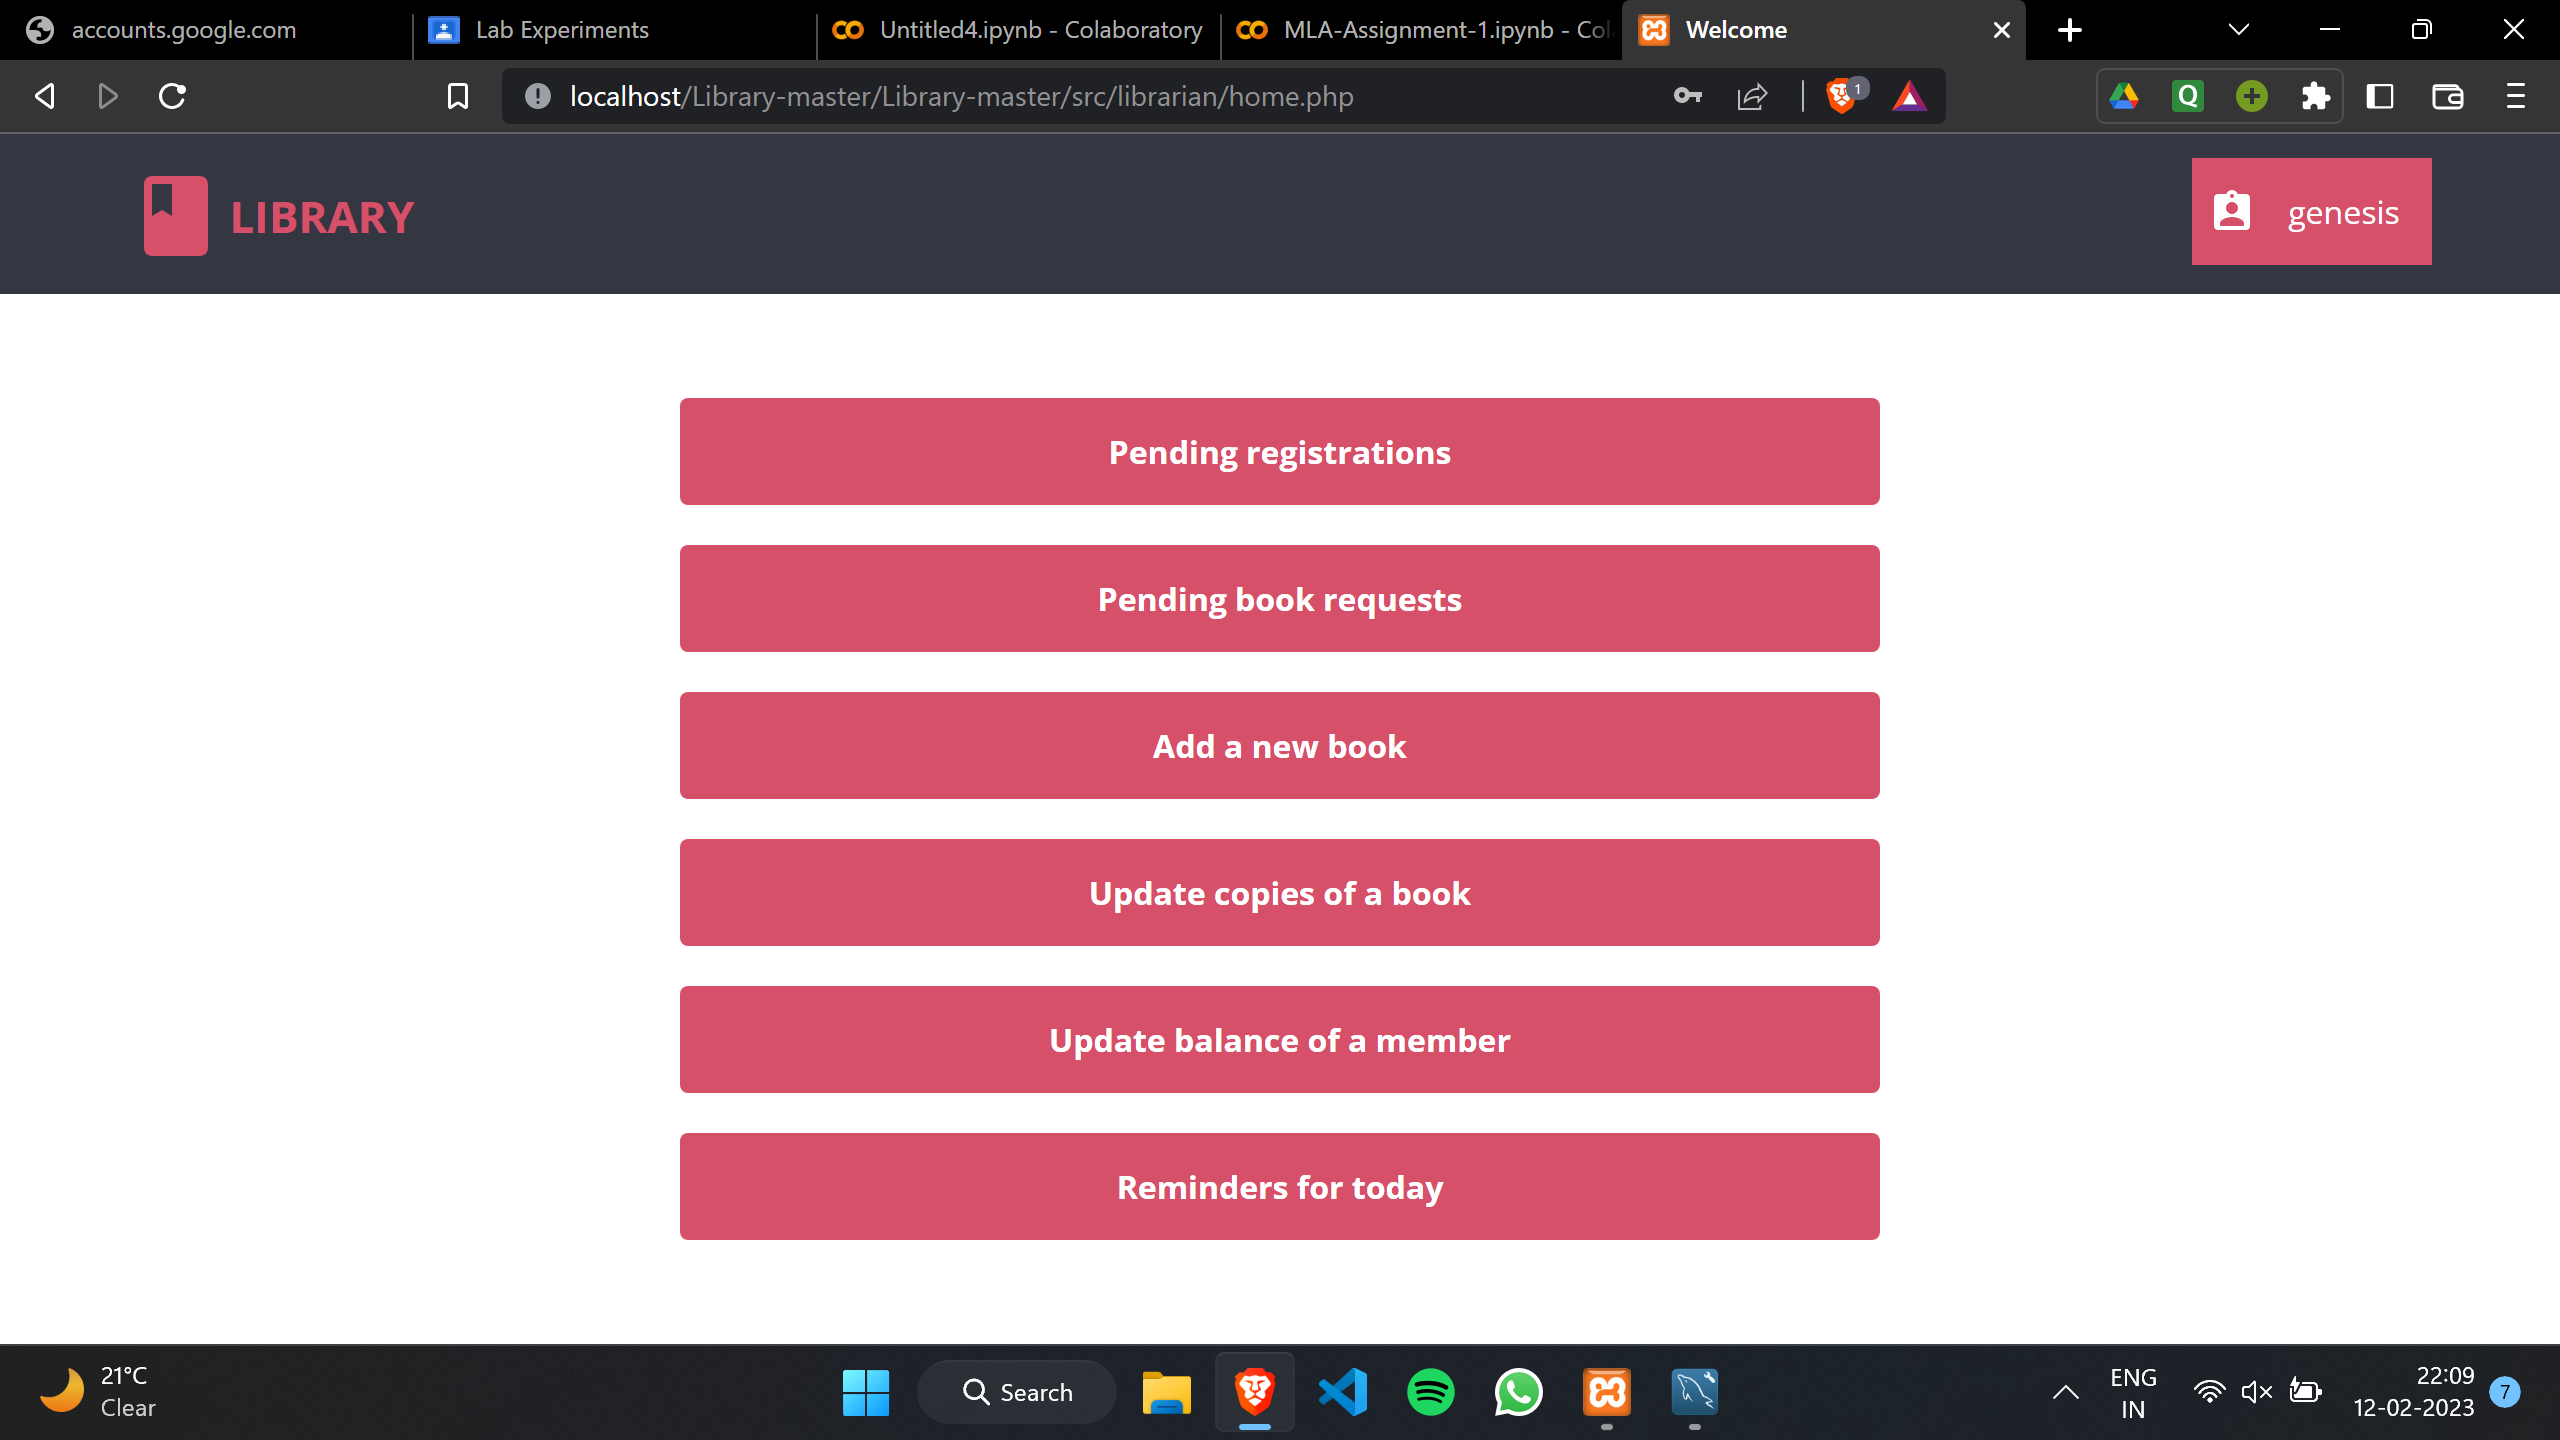 accounts.google.com
Lab Experiments
Untitled4.ipynb - Colaboratory
MLA-Assignment-1.ipynb - Col
Welcome
localhost/Library-master/Library-master/src/librarian/home.php
1
Q
LIBRARY
genesis
Pending registrations
Pending book requests
Add a new book
Update copies of a book
Update balance of a member
Reminders for today
21°C
Clear
Search
ENG
IN
22:09
12-02-2023
7